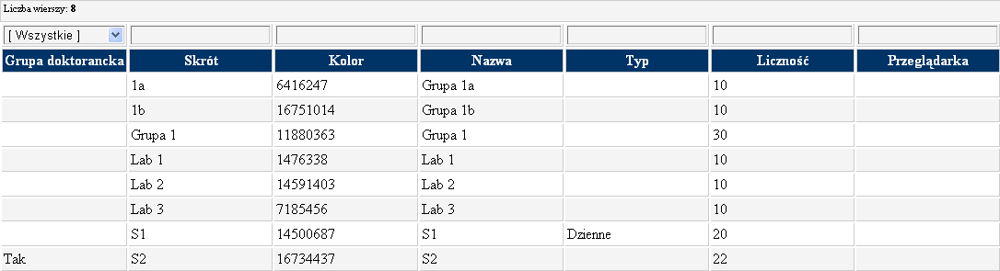 Liczba wierszy: 8
[ Wszystkie ]
Grupa doktorancka Skrót Kolor Nazwa Typ Liczność Przeglądarka
1a 6416247 Grupa 1a 10
1b 16751014 Grupa 1b 10
Grupa 1 11880363 Grupa 1 30
Lab 1 1476338 Lab 1 10
Lab 2 14591403 Lab 2 10
Lab 3 7185456 Lab 3 10
S1 14500687 S1 Dzienne 20
Tak S2 16734437 S2 22